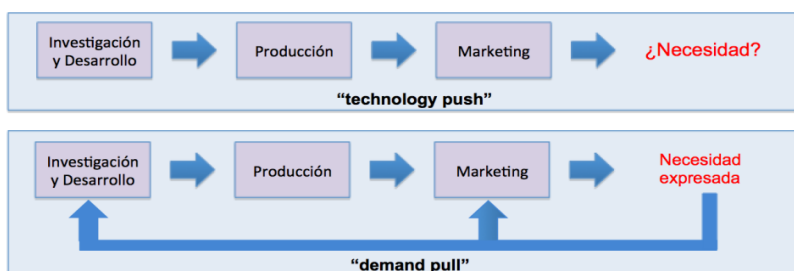 Investigación
y Desarrollo
Producción
Marketing
¿Necesidad?
“technology push”
Investigación
y Desarrollo
Producción
Marketing
Necesidad
expresada
“demand pull”